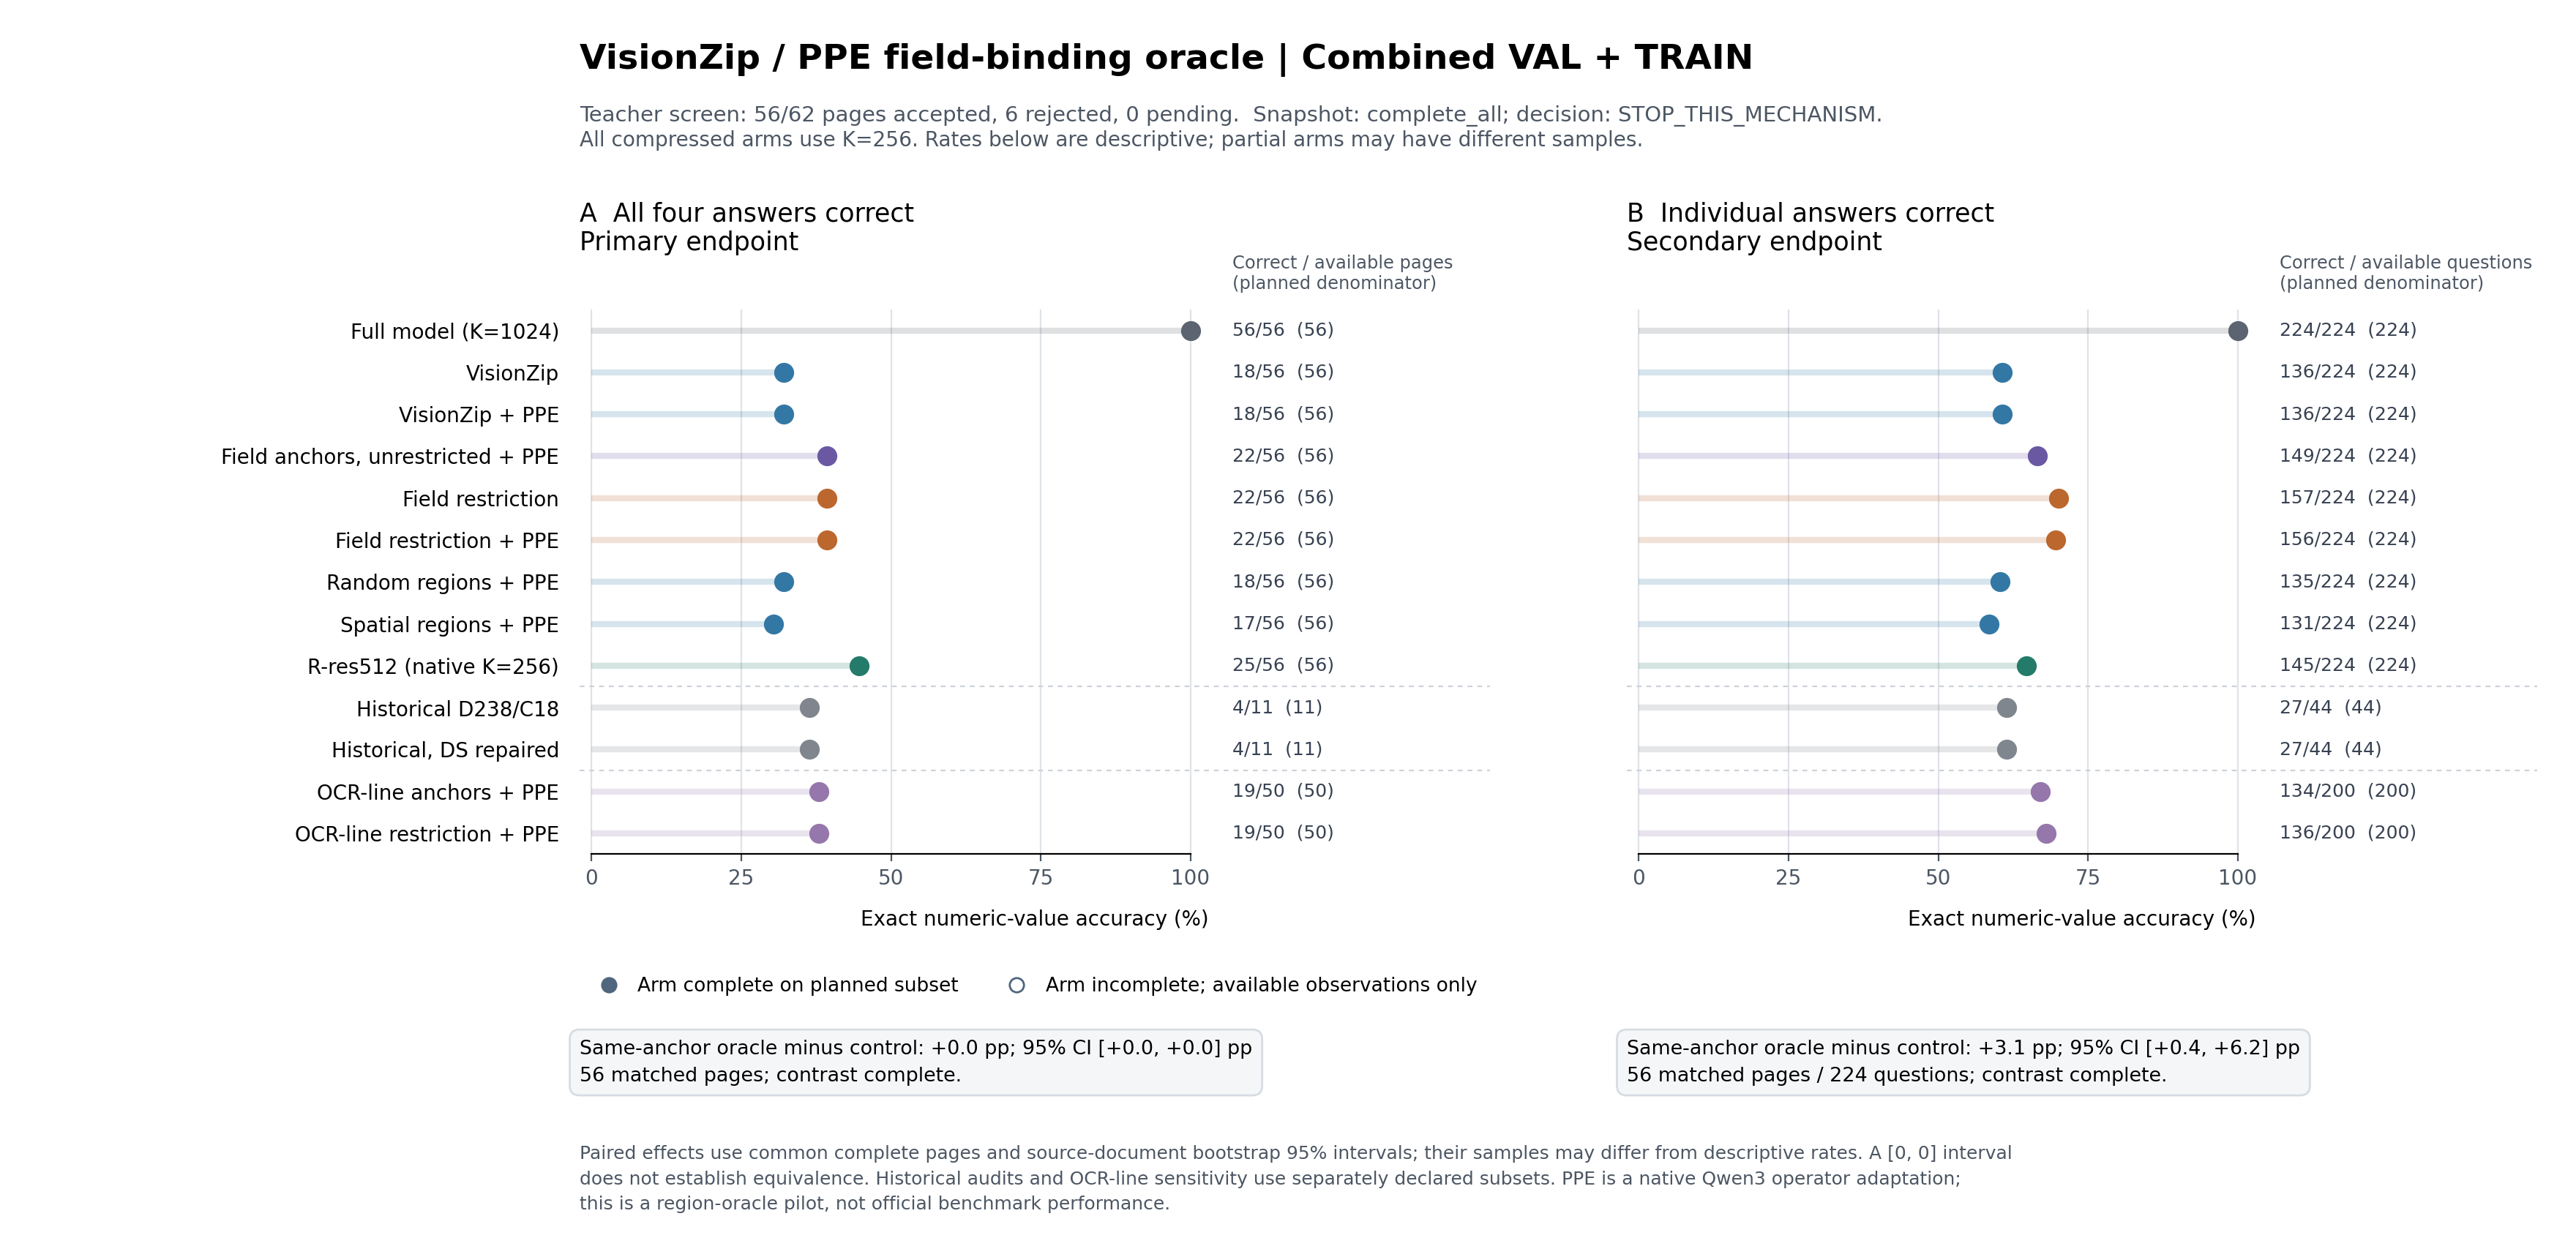 VisionZip / PPE field-binding oracle | Combined VAL + TRAIN
Teacher screen: 56/62 pages accepted, 6 rejected, 0 pending.  Snapshot: complete_all; decision: STOP_THIS_MECHANISM.
All compressed arms use K=256. Rates below are descriptive; partial arms may have different samples.
A  All four answers correct
Primary endpoint
Correct / available pages
(planned denominator)
B  Individual answers correct
Secondary endpoint
Correct / available questions
(planned denominator)
Full model (K=1024) 56/56  (56) 224/224  (224)
VisionZip 18/56  (56) 136/224  (224)
VisionZip + PPE 18/56  (56) 136/224  (224)
Field anchors, unrestricted + PPE 22/56  (56) 149/224  (224)
Field restriction 22/56  (56) 157/224  (224)
Field restriction + PPE 22/56  (56) 156/224  (224)
Random regions + PPE 18/56  (56) 135/224  (224)
Spatial regions + PPE 17/56  (56) 131/224  (224)
R-res512 (native K=256) 25/56  (56) 145/224  (224)
Historical D238/C18 4/11  (11) 27/44  (44)
Historical, DS repaired 4/11  (11) 27/44  (44)
OCR-line anchors + PPE 19/50  (50) 134/200  (200)
OCR-line restriction + PPE 19/50  (50) 136/200  (200)
0 25 50 75 100 0 25 50 75 100
Exact numeric-value accuracy (%) Exact numeric-value accuracy (%)
Arm complete on planned subset Arm incomplete; available observations only
Same-anchor oracle minus control: +0.0 pp; 95% CI [+0.0, +0.0] pp
56 matched pages; contrast complete.
Same-anchor oracle minus control: +3.1 pp; 95% CI [+0.4, +6.2] pp
56 matched pages / 224 questions; contrast complete.
Paired effects use common complete pages and source-document bootstrap 95% intervals; their samples may differ from descriptive rates. A [0, 0] interval
does not establish equivalence. Historical audits and OCR-line sensitivity use separately declared subsets. PPE is a native Qwen3 operator adaptation;
this is a region-oracle pilot, not official benchmark performance.